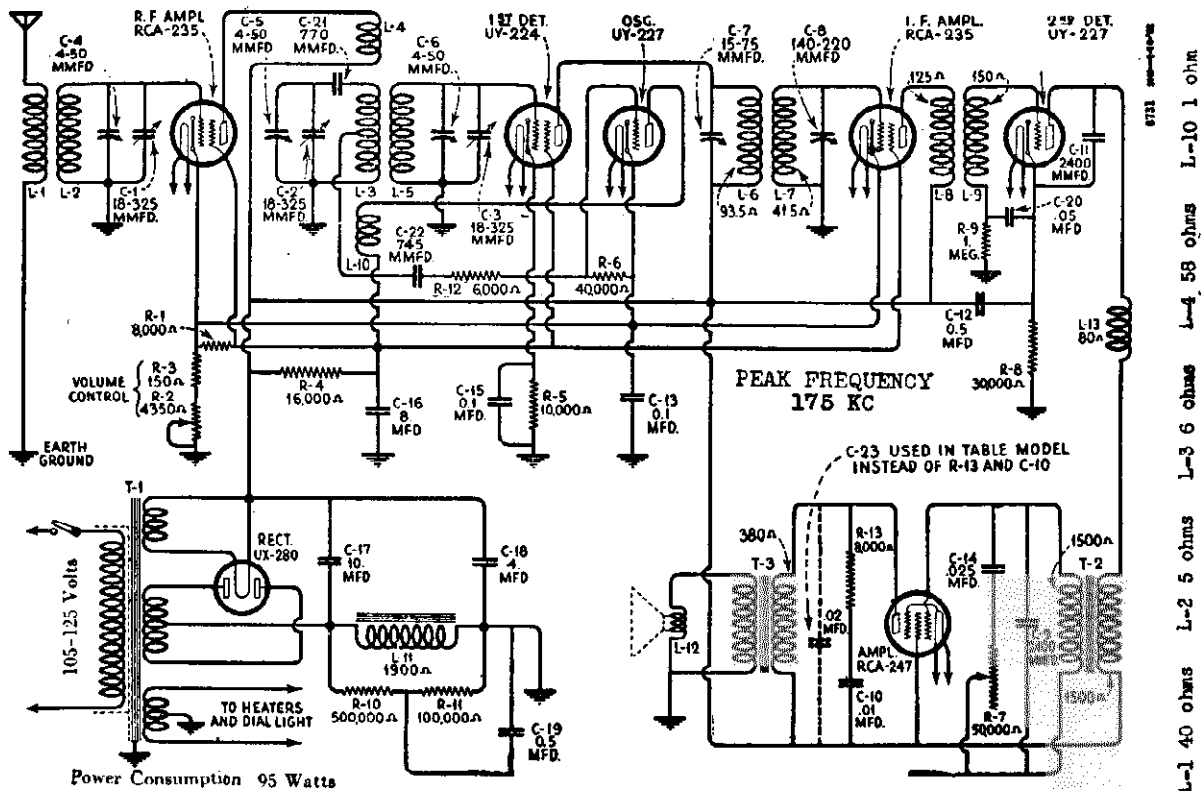 R.F. AMPL.
RCA-235
C-5
4-50
MMFD.
C-21
770
MMFD.
L-4
C-6
4-50
MMFD.
1ST DET.
UY-224
OSC.
UY-227
C-7
15-75
MMFD.
C-8
140-220
MMFD.
I.F. AMPL.
RCA-235
2ND DET.
UY-227
C-4
4-50
MMFD
125Ω
150Ω
C-11
2400
MMFD.
L-1
L-2
C-1
18-325
MMFD.
C-2
18-325
MMFD.
L-3
L-5
C-3
18-325
MMFD.
L-6
93.5Ω
L-7
41.5Ω
L-8
L-9
C-20
.05
MFD
R-9
1.
MEG.
L-10
C-22
745
MMFD.
R-12
6,000Ω
R-6
40,000Ω
R-1
8,000Ω
C-12
0.5
MFD
L-13
80Ω
VOLUME
CONTROL
R-3
150Ω
R-2
4350Ω
R-4
16,000Ω
C-16
8
MFD
C-15
0.1
MFD.
R-5
10,000Ω
C-13
0.1
MFD.
PEAK FREQUENCY
175 KC
R-8
30,000Ω
EARTH
GROUND
C-23 USED IN TABLE MODEL
INSTEAD OF R-13 AND C-10
T-1
RECT.
UX-280
C-17
10.
MFD
C-18
4.
MFD
105-125 Volts
L-11
1900Ω
R-10
500,000Ω
R-11
100,000Ω
C-19
0.5
MFD
TO HEATERS
AND DIAL LIGHT
Power Consumption 95 Watts
L-12
380Ω
T-3
.02
MFD.
R-13
8,000Ω
C-10
.01
MFD.
AMPL.
RCA-247
C-14
.025
MFD.
R-7
50,000Ω
1500Ω
T-2
1500Ω
L-1 40 ohms L-2 5 ohms L-3 6 ohms L-4 58 ohms L-10 1 ohm